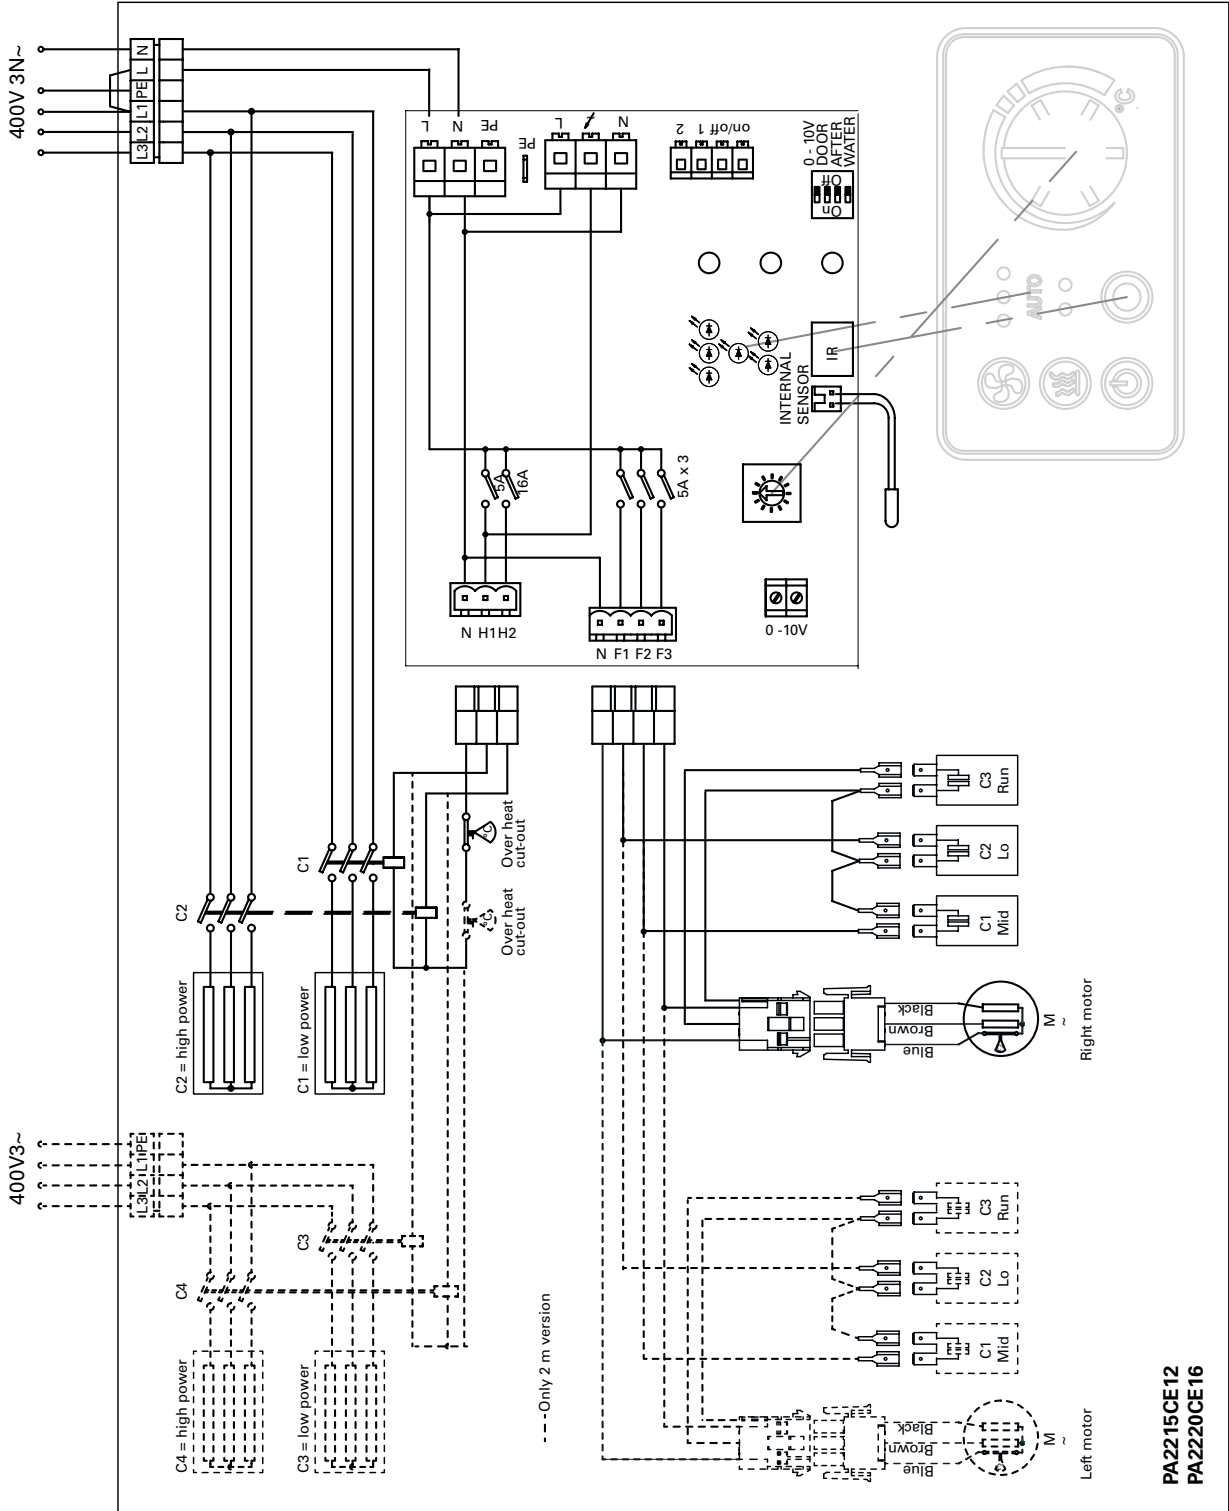 400V 3N~
N
L
PE
L1
L2
L3
L
N
PE
PE
L
N
2
1
on/off
0 - 10V
DOOR
AFTER
WATER
On
Off
°C
AUTO
IR
INTERNAL
SENSOR
5A
16A
5A x 3
N H1 H2
N F1 F2 F3
0 -10V
C1
C2
°C
Over heat
cut-out
°C
Over heat
cut-out
C2 = high power
C1 = low power
C3
Run
C2
Lo
C1
Mid
Black
Brown
Blue
M
~
Right motor
400V3~
PE
L1
L2
L3
C3
C4
C4 = high power
C3 = low power
---- Only 2 m version
C3
Run
C2
Lo
C1
Mid
Black
Brown
Blue
M
~
Left motor
PA2215CE12
PA2220CE16